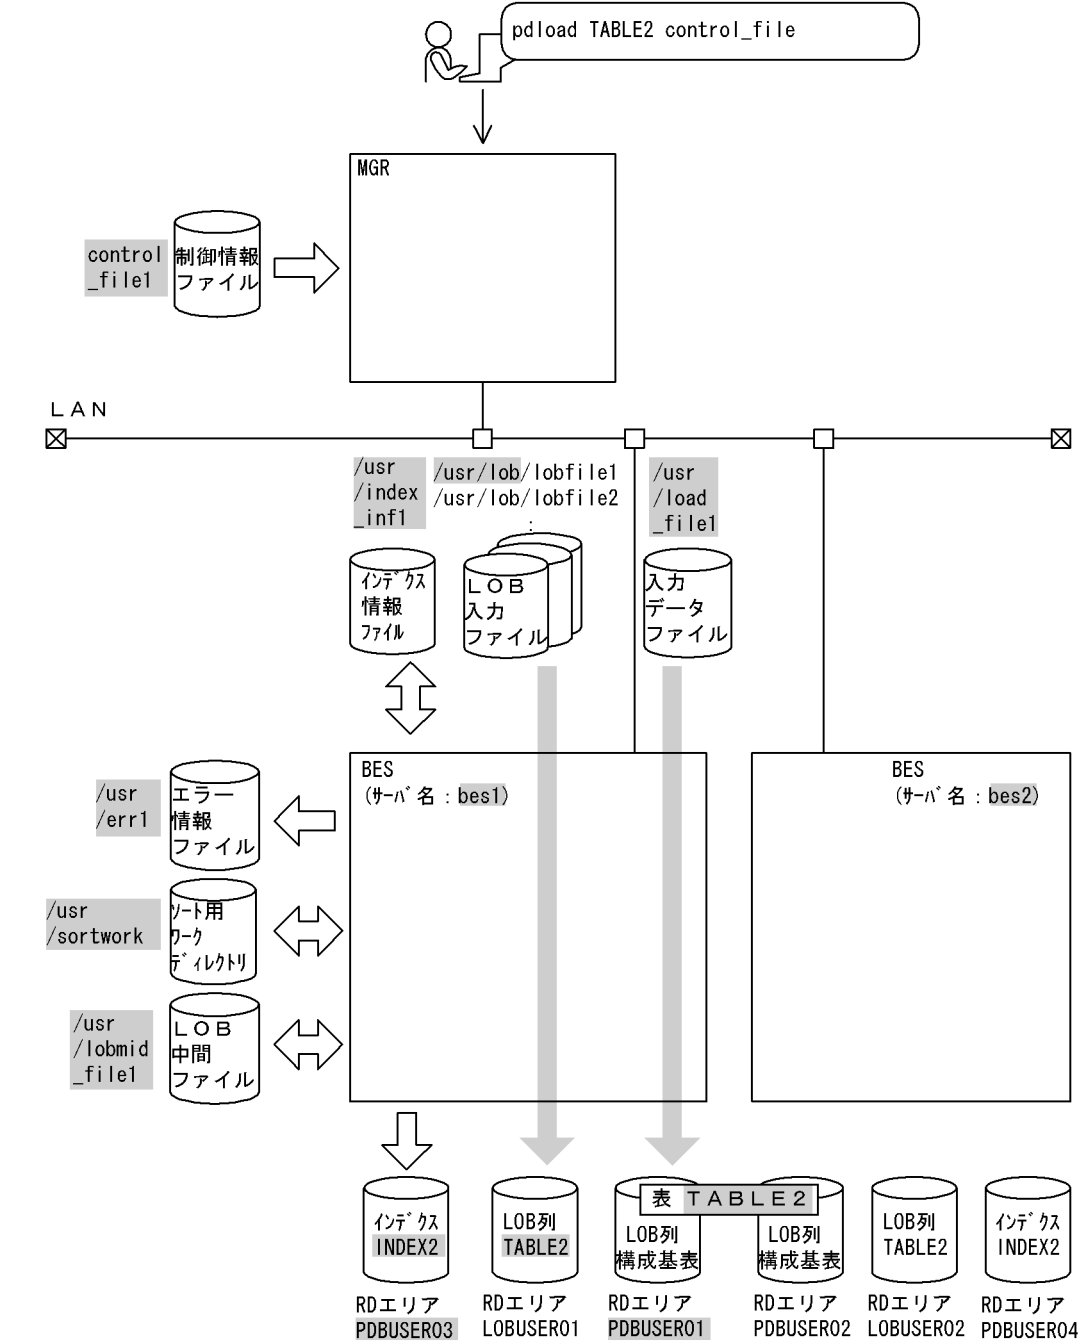 pdload TABLE2 control_file
MGR
control
_file1
制御情報
ファイル
ＬＡＮ
/usr
/index
_inf1
/usr/lob/lobfile1
/usr/lob/lobfile2
:
/usr
/load
_file1
ｲﾝﾃﾞｸｽ
情報
ﾌｧｲﾙ
ＬＯＢ
入力
ファイル
入力
データ
ファイル
BES
(ｻｰﾊﾞ名：bes1)
BES
(ｻｰﾊﾞ名：bes2)
/usr
/err1
エラー
情報
ファイル
/usr
/sortwork
ｿｰﾄ用
ﾜｰｸ
ﾃﾞｨﾚｸﾄﾘ
/usr
/lobmid
_file1
ＬＯＢ
中間
ファイル
表 ＴＡＢＬＥ２
ｲﾝﾃﾞｸｽ
INDEX2
LOB列
TABLE2
LOB列
構成基表
LOB列
構成基表
LOB列
TABLE2
ｲﾝﾃﾞｸｽ
INDEX2
RDエリア
PDBUSER03
RDエリア
LOBUSER01
RDエリア
PDBUSER01
RDエリア
PDBUSER02
RDエリア
LOBUSER02
RDエリア
PDBUSER04